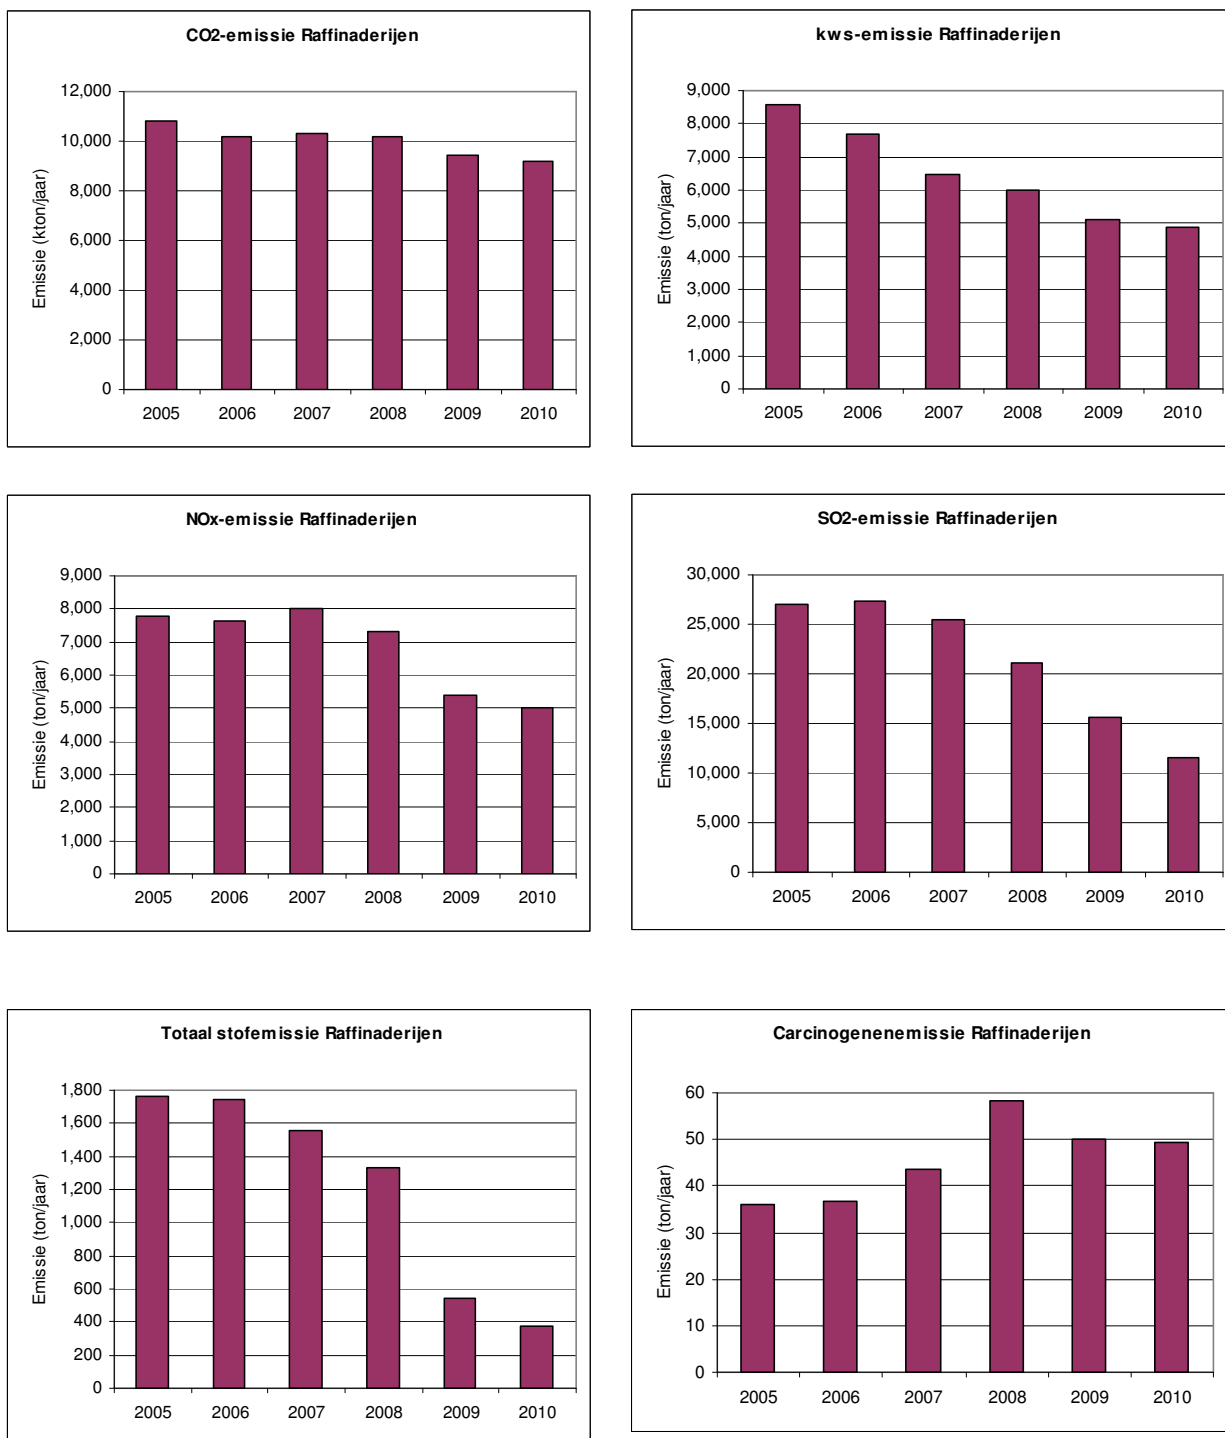 CO2-emissie Raffinaderijen
Emissie (kton/jaar)
12,000
10,000
8,000
6,000
4,000
2,000
0
2005 2006 2007 2008 2009 2010
kws-emissie Raffinaderijen
Emissie (ton/jaar)
9,000
8,000
7,000
6,000
5,000
4,000
3,000
2,000
1,000
0
2005 2006 2007 2008 2009 2010
NOx-emissie Raffinaderijen
Emissie (ton/jaar)
9,000
8,000
7,000
6,000
5,000
4,000
3,000
2,000
1,000
0
2005 2006 2007 2008 2009 2010
SO2-emissie Raffinaderijen
Emissie (ton/jaar)
30,000
25,000
20,000
15,000
10,000
5,000
0
2005 2006 2007 2008 2009 2010
Totaal stofemissie Raffinaderijen
Emissie (ton/jaar)
1,800
1,600
1,400
1,200
1,000
800
600
400
200
0
2005 2006 2007 2008 2009 2010
Carcinogenenemissie Raffinaderijen
Emissie (ton/jaar)
60
50
40
30
20
10
0
2005 2006 2007 2008 2009 2010